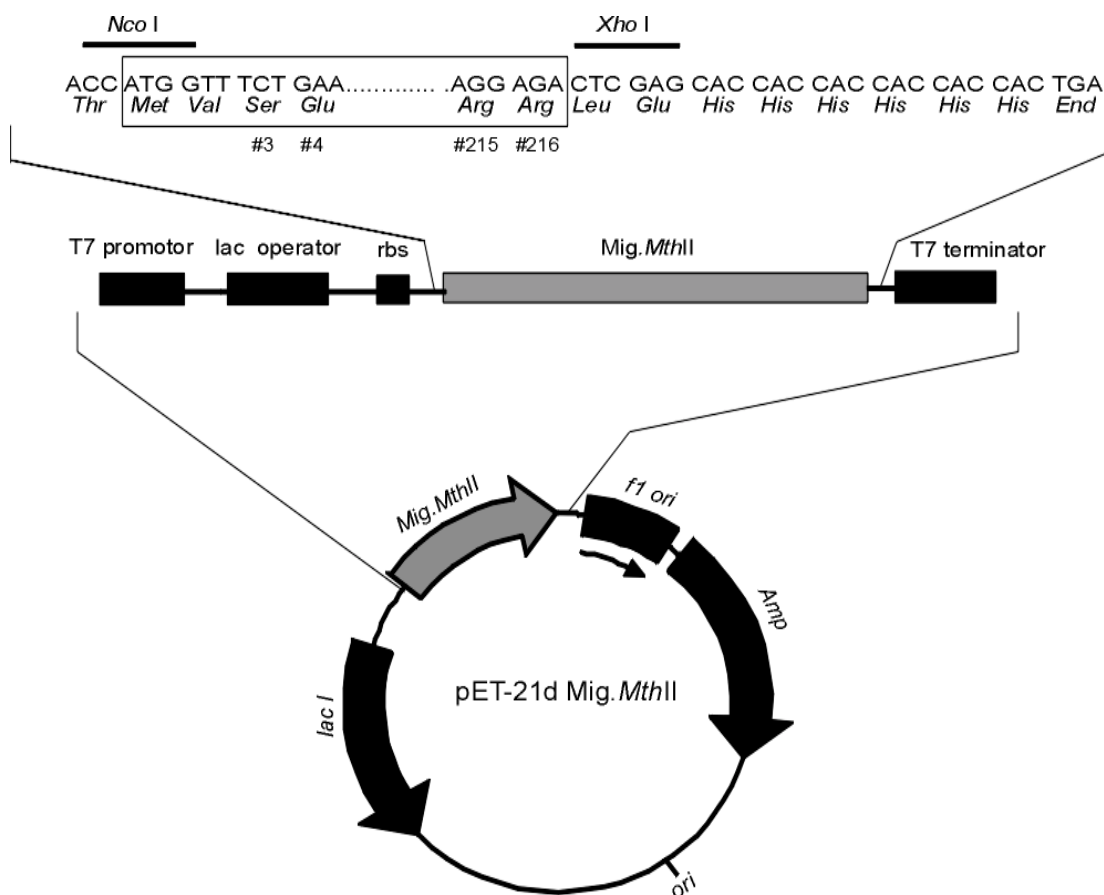 Nco I Xho I
ACC ATG GTT TCT GAA.............. .AGG AGA CTC GAG CAC CAC CAC CAC CAC CAC TGA
Thr Met Val Ser Glu Arg Arg Leu Glu His His His His His His End
#3 #4 #215 #216
T7 promotor lac operator rbs Mig.MthII T7 terminator
Mig.MthII
f1 ori
Amp
pET-21d Mig.MthII
lac I
ori